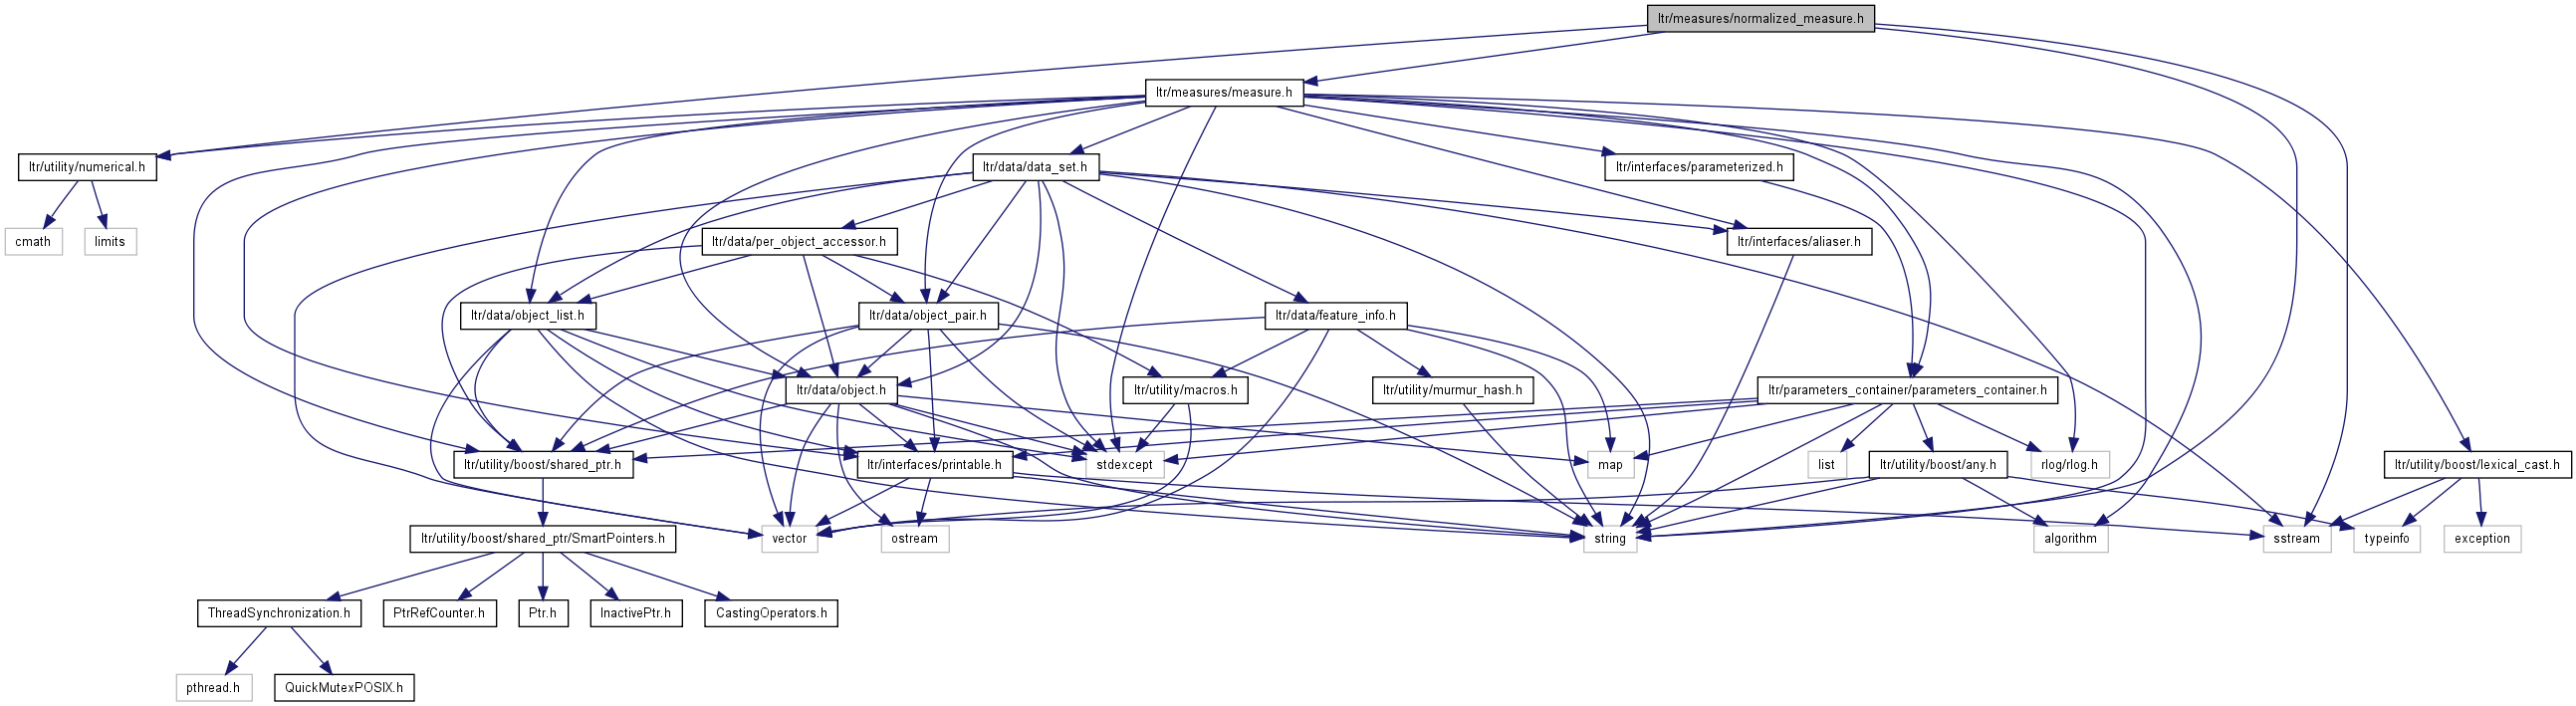 ltr/measures/normalized_measure.h
ltr/measures/measure.h
ltr/utility/numerical.h
ltr/data/data_set.h
ltr/interfaces/parameterized.h
cmath
limits
ltr/data/per_object_accessor.h
ltr/interfaces/aliaser.h
ltr/data/object_list.h
ltr/data/object_pair.h
ltr/data/feature_info.h
ltr/data/object.h
ltr/utility/macros.h
ltr/utility/murmur_hash.h
ltr/parameters_container/parameters_container.h
ltr/utility/boost/shared_ptr.h
ltr/interfaces/printable.h
stdexcept
map
list
ltr/utility/boost/any.h
rlog/rlog.h
ltr/utility/boost/lexical_cast.h
ltr/utility/boost/shared_ptr/SmartPointers.h
vector
ostream
string
algorithm
sstream
typeinfo
exception
ThreadSynchronization.h
PtrRefCounter.h
Ptr.h
InactivePtr.h
CastingOperators.h
pthread.h
QuickMutexPOSIX.h